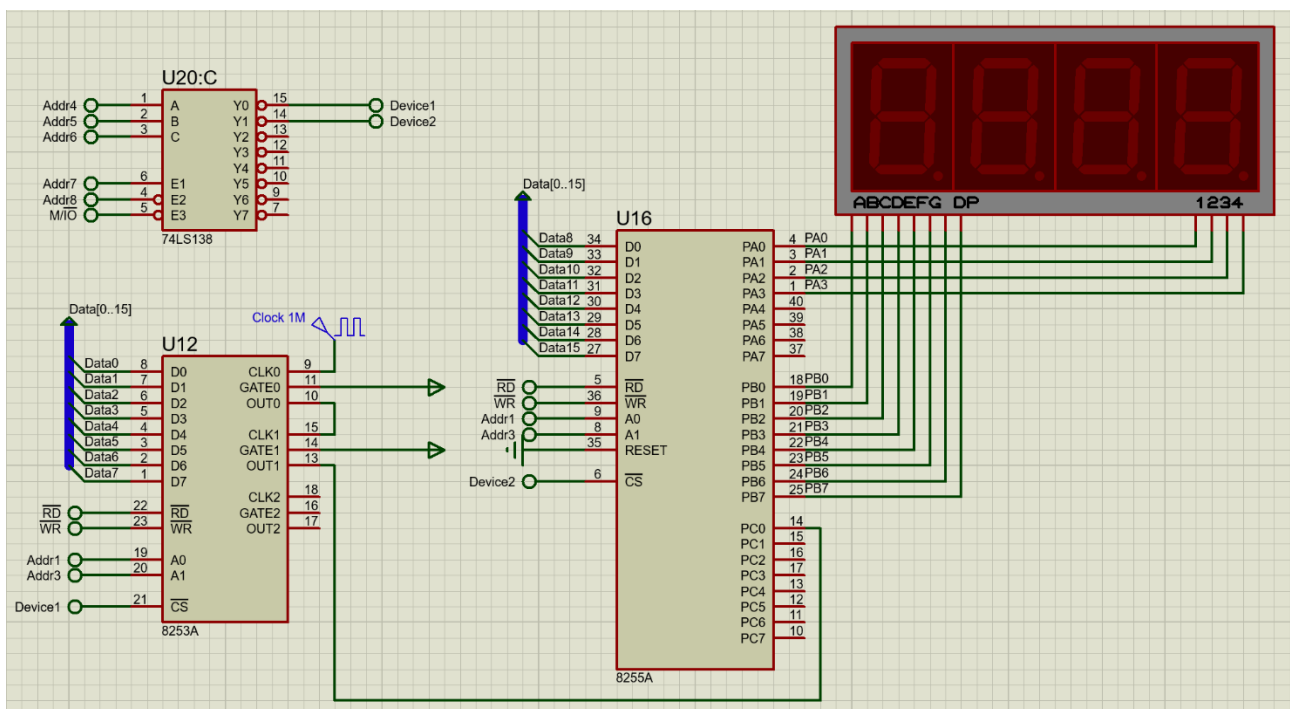 U20:C
Addr4 1 A Y0 15 Device1
Addr5 2 B Y1 14 Device2
Addr6 3 C Y2 13
Y3 12
Y4 11
Addr7 6 E1 Y5 10
Addr8 4 E2 Y6 9
M/IO 5 E3 Y7 7
74LS138
ABCDEFG DP 1234
Data[0..15]
U16
Data8 34 D0 PA0 4 PA0
Data9 33 D1 PA1 3 PA1
Data10 32 D2 PA2 2 PA2
Data11 31 D3 PA3 1 PA3
Data12 30 D4 PA4 40
Data13 29 D5 PA5 39
Data14 28 D6 PA6 38
Data15 27 D7 PA7 37
RD 5 RD PB0 18 PB0
WR 36 WR PB1 19 PB1
Addr1 9 A0 PB2 20 PB2
Addr3 8 A1 PB3 21 PB3
35 RESET PB4 22 PB4
PB5 23 PB5
Device2 6 CS PB6 24 PB6
PB7 25 PB7
PC0 14
PC1 15
PC2 16
PC3 17
PC4 13
PC5 12
PC6 11
PC7 10
8255A
Data[0..15]
Clock 1M
U12
Data0 8 D0 CLK0 9
Data1 7 D1 GATE0 11
Data2 6 D2 OUT0 10
Data3 5 D3
Data4 4 D4 CLK1 15
Data5 3 D5 GATE1 14
Data6 2 D6 OUT1 13
Data7 1 D7
CLK2 18
RD 22 RD GATE2 16
WR 23 WR OUT2 17
Addr1 19 A0
Addr3 20 A1
Device1 21 CS
8253A